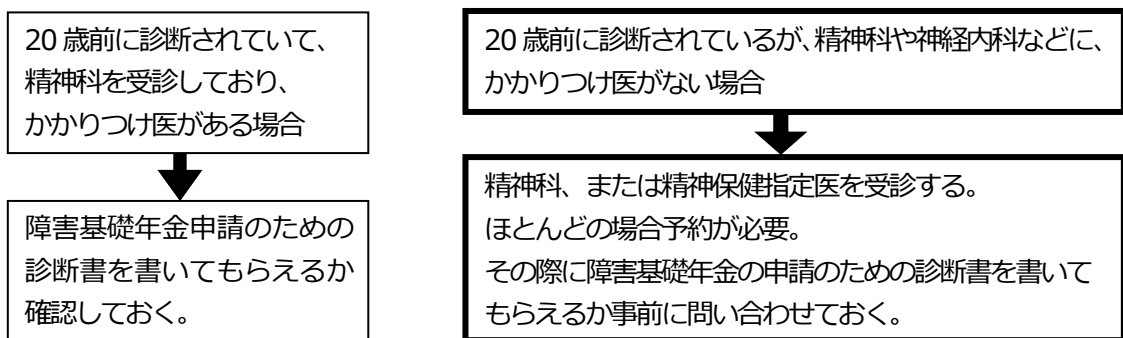 20 歳前に診断されていて、
精神科を受診しており、
かかりつけ医がある場合
障害基礎年金申請のための
診断書を書いてもらえるか
確認しておく。
20 歳前に診断されているが、精神科や神経内科などに、
かかりつけ医がない場合
精神科、または精神保健指定医を受診する。
ほとんどの場合予約が必要。
その際に障害基礎年金の申請のための診断書を書いて
もらえるか事前に問い合わせておく。